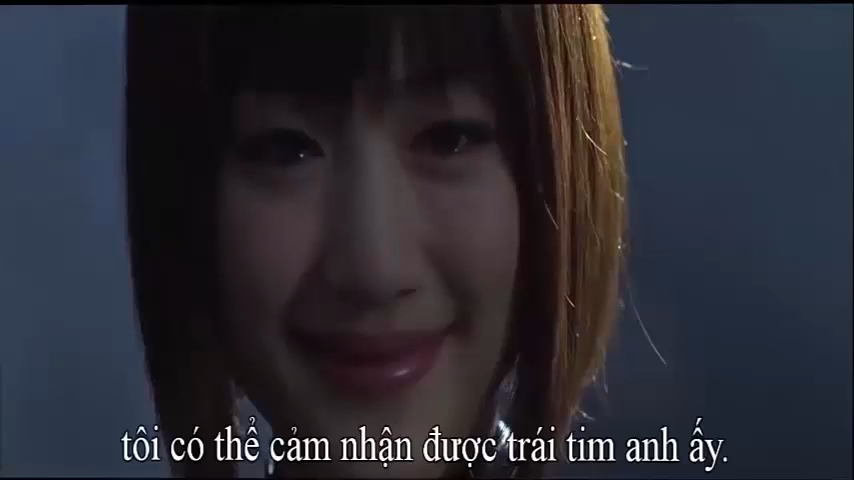 tôi có thể cảm nhận được trái tim anh ấy.